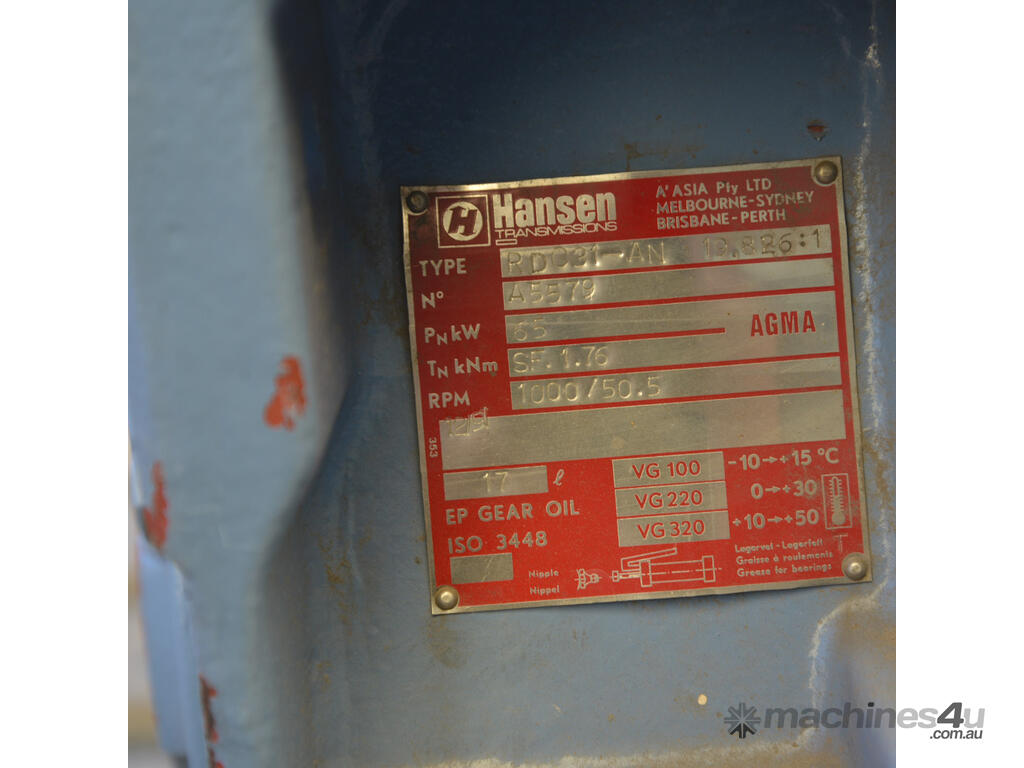 H Hansen
TRANSMISSIONS
A'ASIA Pty LTD
MELBOURNE-SYDNEY
BRISBANE-PERTH
TYPE RDO31-AN 19.826:1
N° A5579
PN kW 65 AGMA
TN kNm SF. 1.76
RPM 1000/50.5
353
17 ℓ
EP GEAR OIL
ISO 3448
VG 100 -10→+15 °C
VG 220 0→+30
VG 320 +10→+50
Nipple
Nippel
Lagervet - Lagerfett
Graisse à roulements
Grease for bearings
machines4u
.com.au